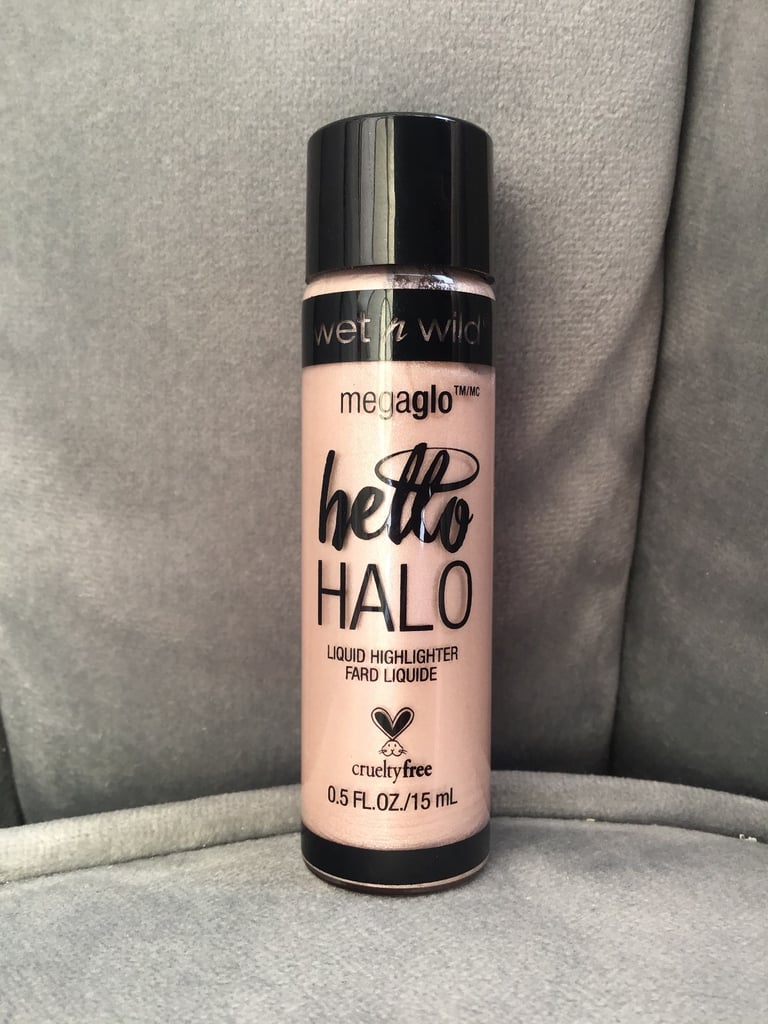 wet n wild
megaglo™/MC
hello
HALO
LIQUID HIGHLIGHTER
FARD LIQUIDE
crueltyfree
0.5 FL.OZ./15 mL